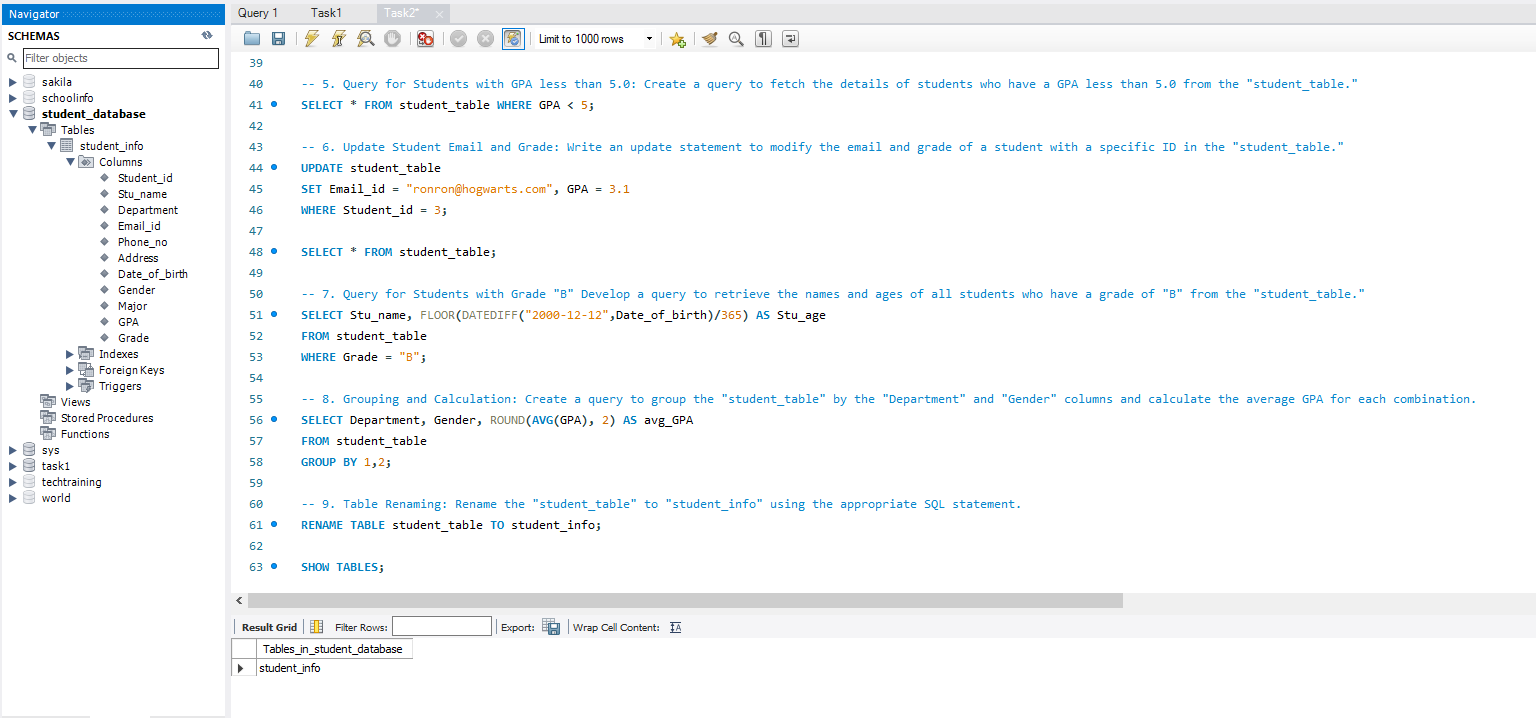 Navigator
SCHEMAS
Filter objects
sakila
schoolinfo
student_database
Tables
student_info
Columns
Student_id
Stu_name
Department
Email_id
Phone_no
Address
Date_of_birth
Gender
Major
GPA
Grade
Indexes
Foreign Keys
Triggers
Views
Stored Procedures
Functions
sys
task1
techtraining
world
Query 1 Task1 Task2*
Limit to 1000 rows
39
40 -- 5. Query for Students with GPA less than 5.0: Create a query to fetch the details of students who have a GPA less than 5.0 from the "student_table."
41 SELECT * FROM student_table WHERE GPA < 5;
42
43 -- 6. Update Student Email and Grade: Write an update statement to modify the email and grade of a student with a specific ID in the "student_table."
44 UPDATE student_table
45 SET Email_id = "ronron@hogwarts.com", GPA = 3.1
46 WHERE Student_id = 3;
47
48 SELECT * FROM student_table;
49
50 -- 7. Query for Students with Grade "B" Develop a query to retrieve the names and ages of all students who have a grade of "B" from the "student_table."
51 SELECT Stu_name, FLOOR(DATEDIFF("2000-12-12",Date_of_birth)/365) AS Stu_age
52 FROM student_table
53 WHERE Grade = "B";
54
55 -- 8. Grouping and Calculation: Create a query to group the "student_table" by the "Department" and "Gender" columns and calculate the average GPA for each combination.
56 SELECT Department, Gender, ROUND(AVG(GPA), 2) AS avg_GPA
57 FROM student_table
58 GROUP BY 1,2;
59
60 -- 9. Table Renaming: Rename the "student_table" to "student_info" using the appropriate SQL statement.
61 RENAME TABLE student_table TO student_info;
62
63 SHOW TABLES;
Result Grid Filter Rows: Export: Wrap Cell Content:
Tables_in_student_database
student_info